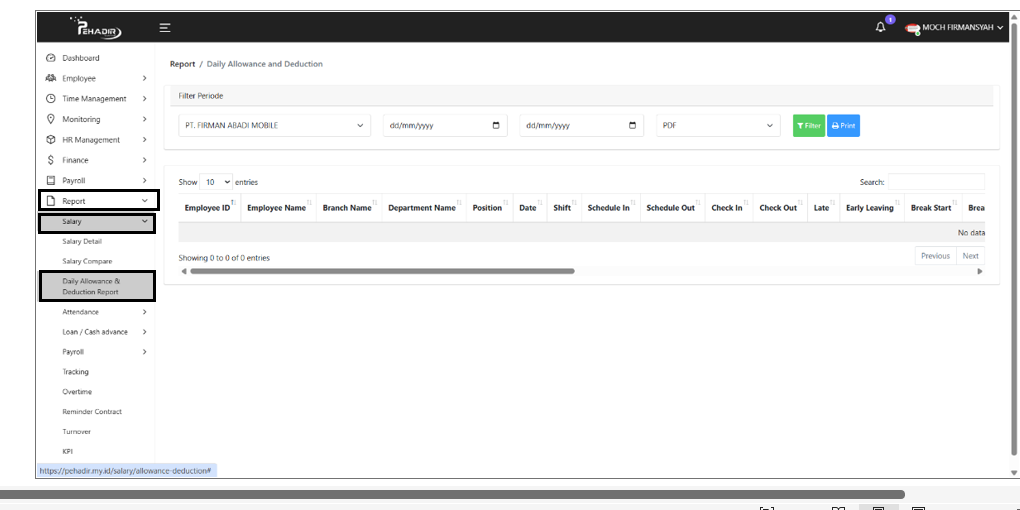 PEHADIR
1
MOCH FIRMANSYAH
Dashboard
Employee
Time Management
Monitoring
HR Management
Finance
Payroll
Report
Salary
Salary Detail
Salary Compare
Daily Allowance &
Deduction Report
Attendance
Loan / Cash advance
Payroll
Tracking
Overtime
Reminder Contract
Turnover
KPI
https://pehadir.my.id/salary/allowance-deduction#
Report / Daily Allowance and Deduction
Filter Periode
PT. FIRMAN ABADI MOBILE dd/mm/yyyy dd/mm/yyyy PDF Filter Print
Show 10 entries Search:
Employee ID Employee Name Branch Name Department Name Position Date Shift Schedule In Schedule Out Check In Check Out Late Early Leaving Break Start Brea
No data
Showing 0 to 0 of 0 entries Previous Next